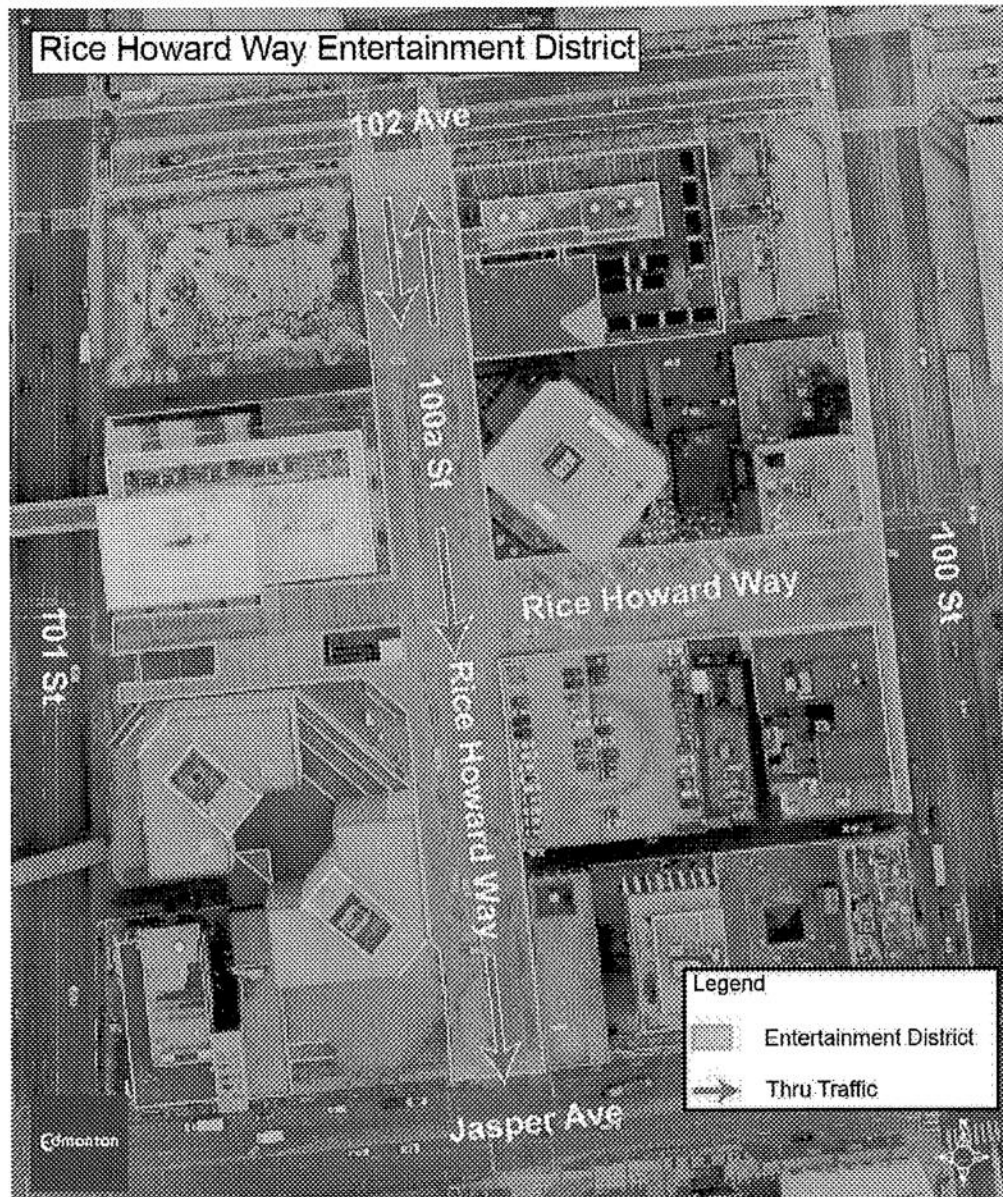 Rice Howard Way Entertainment District
102 Ave
100a St
Rice Howard Way
100 St
101 St
Rice Howard Way
Legend
Entertainment District
Thru Traffic
Jasper Ave
Edmonton